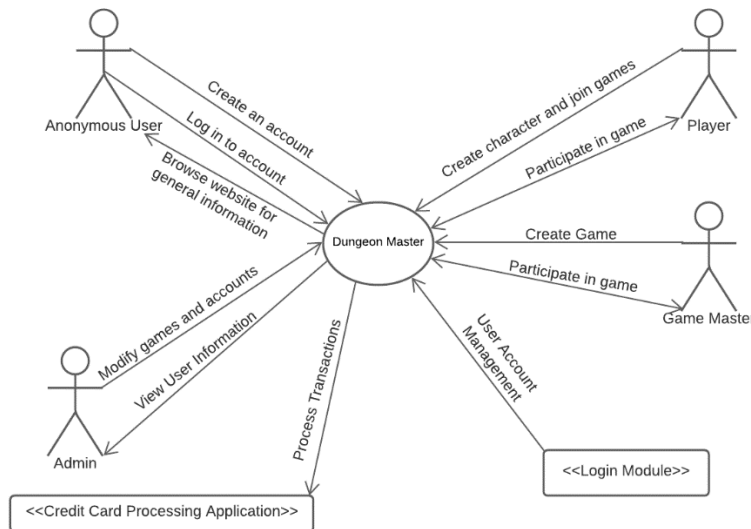 Anonymous User
Create an account
Log in to account
Browse website for
general information
Player
Create character and join games
Participate in game
Dungeon Master
Create Game
Participate in game
Game Master
Modify games and accounts
View User Information
Admin
Process Transactions
User Account
Management
<<Login Module>>
<<Credit Card Processing Application>>